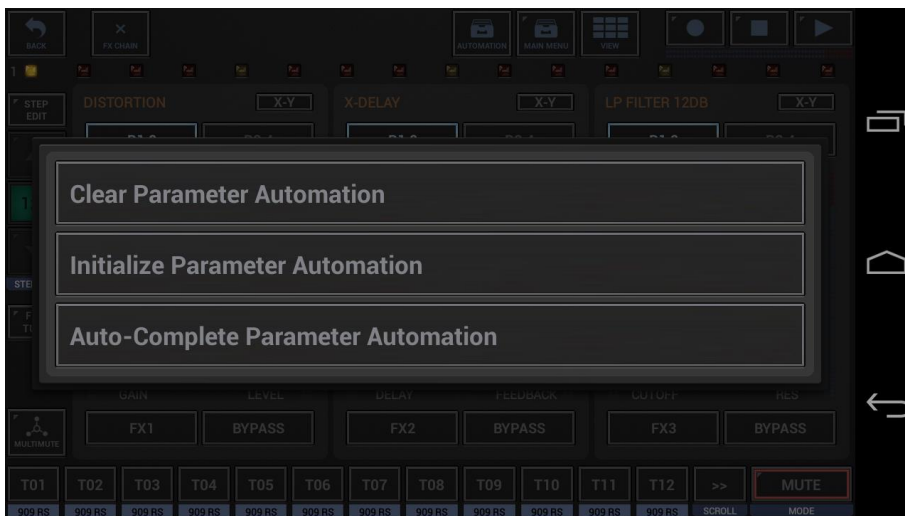 BACK
FX CHAIN
AUTOMATION
MAIN MENU
VIEW
1
STEP EDIT
DISTORTION
X-Y
X-DELAY
X-Y
LP FILTER 12DB
X-Y
Clear Parameter Automation
Initialize Parameter Automation
Auto-Complete Parameter Automation
GAIN LEVEL DELAY FEEDBACK CUTOFF RES
MULTIMUTE
FX1 BYPASS FX2 BYPASS FX3 BYPASS
T01 T02 T03 T04 T05 T06 T07 T08 T09 T10 T11 T12 >> MUTE
909 RS 909 RS 909 RS 909 RS 909 RS 909 RS 909 RS 909 RS 909 RS 909 RS 909 RS 909 RS SCROLL MODE